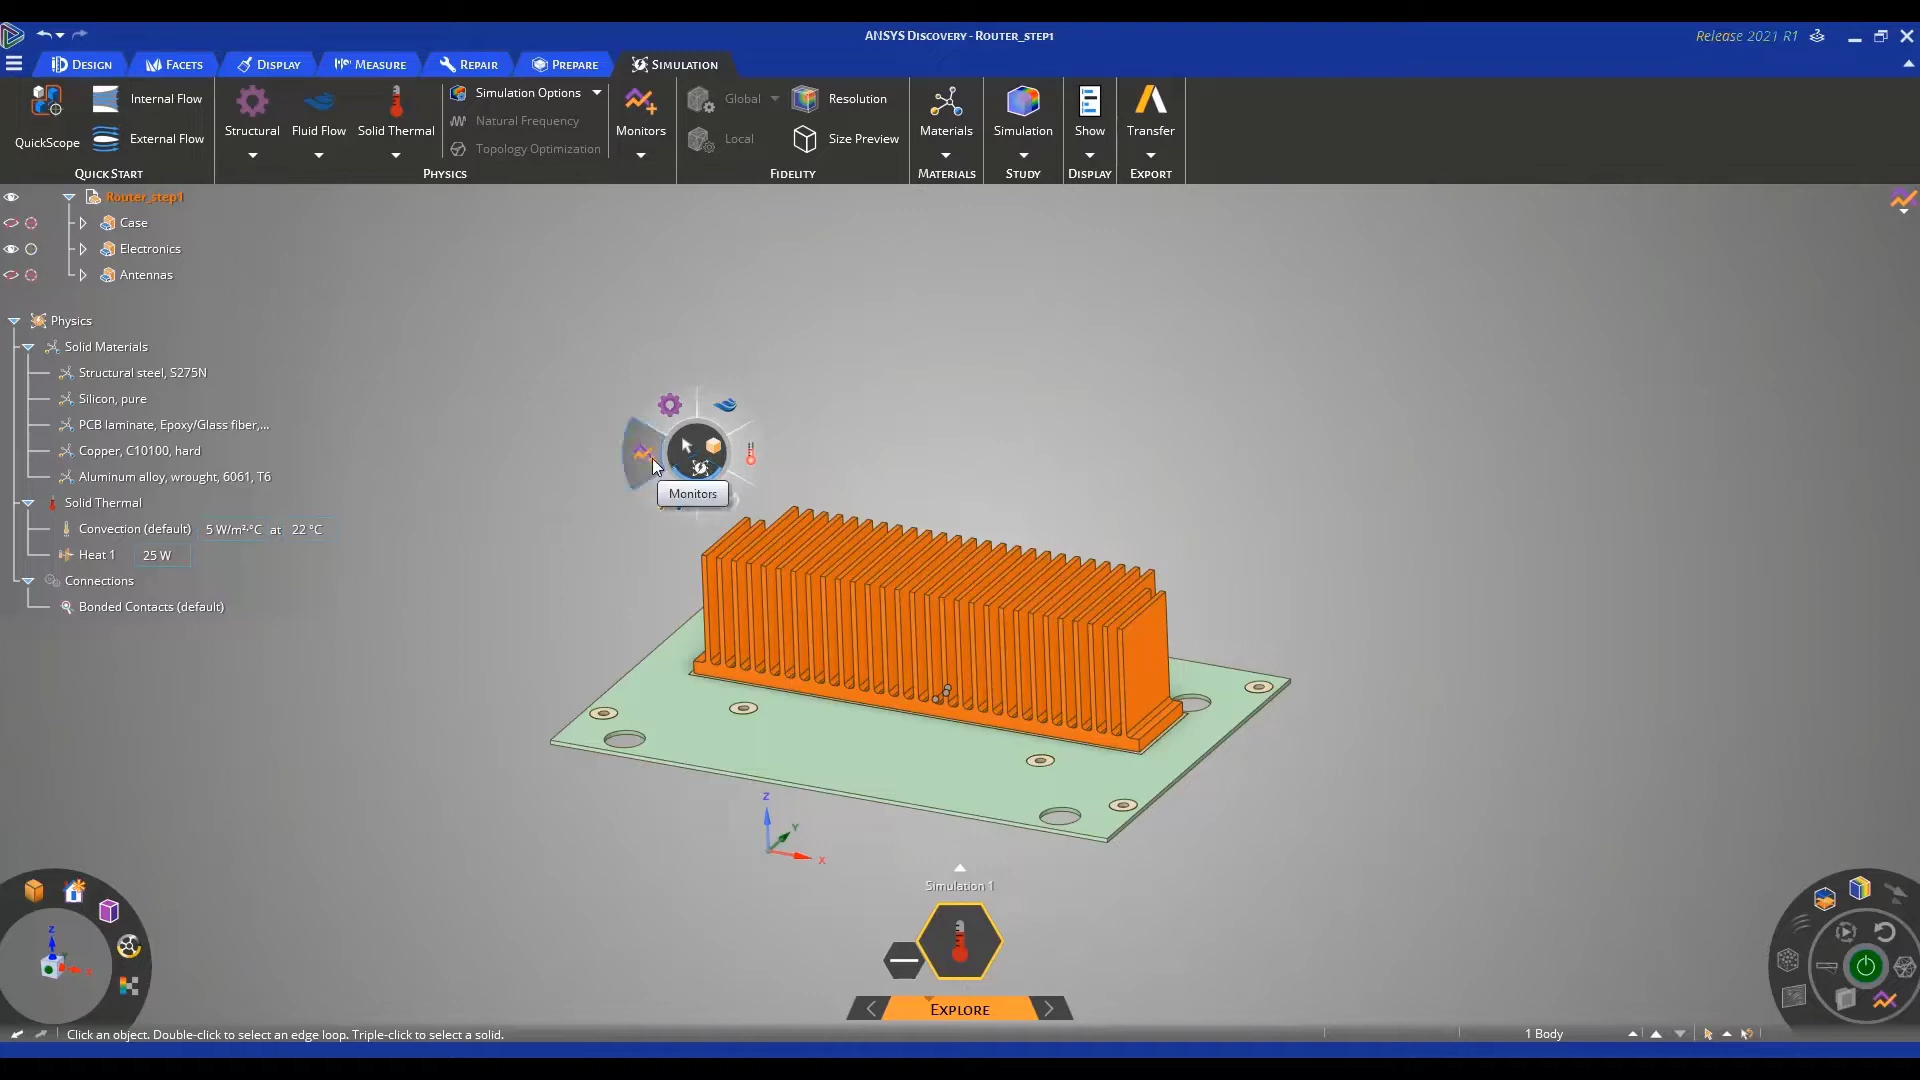 ANSYS Discovery - Router_step1
Release 2021 R1
Design
Facets
Display
Measure
Repair
Prepare
Simulation
QuickScope
Internal Flow
External Flow
Quick Start
Structural
Fluid Flow
Solid Thermal
Simulation Options
Natural Frequency
Topology Optimization
Physics
Monitors
Global
Local
Resolution
Size Preview
Fidelity
Materials
Materials
Simulation
Study
Show
Display
Transfer
Export
Router_step1
Case
Electronics
Antennas
Physics
Solid Materials
Structural steel, S275N
Silicon, pure
PCB laminate, Epoxy/Glass fiber,...
Copper, C10100, hard
Aluminum alloy, wrought, 6061, T6
Solid Thermal
Convection (default) 5 W/m²·°C at 22 °C
Heat 1 25 W
Connections
Bonded Contacts (default)
Monitors
Z
Y
X
Simulation 1
Z
X
Explore
Click an object. Double-click to select an edge loop. Triple-click to select a solid.
1 Body